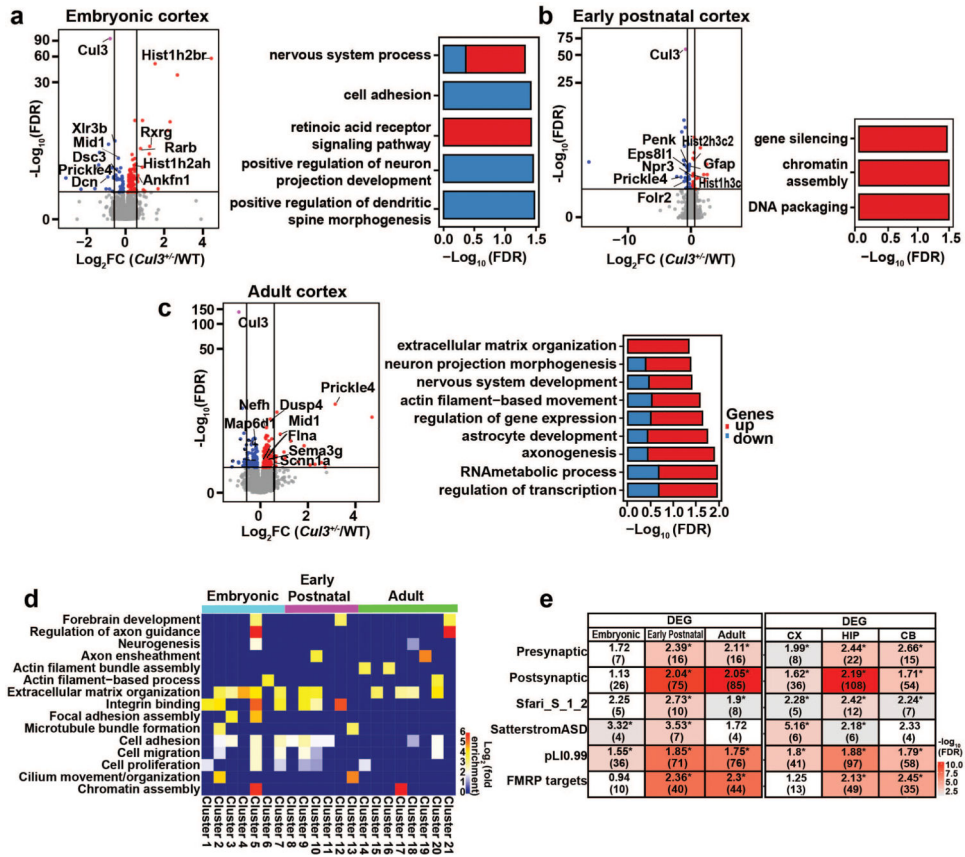 a
Embryonic cortex
90
60
30
0
-Log10(FDR)
Cul3
Hist1h2br
Xlr3b
Mid1
Dsc3
Prickle4
Dcn
Rxrg
Rarb
Hist1h2ah
Ankfn1
−2 0 2 4
Log2FC (Cul3+/-/WT)
nervous system process
cell adhesion
retinoic acid receptor
signaling pathway
positive regulation of neuron
projection development
positive regulation of dendritic
spine morphogenesis
0 0.5 1.0 1.5
−Log10 (FDR)
b
Early postnatal cortex
75
50
25
0
-Log10(FDR)
Cul3
Penk
Hist2h3c2
Eps8l1
Npr3
Gfap
Prickle4
Hist1h3c
Folr2
−10 0
Log2FC (Cul3+/-/WT)
gene silencing
chromatin
assembly
DNA packaging
0 0.5 1.0 1.5
−Log10 (FDR)
c
Adult cortex
150
100
50
0
-Log10(FDR)
Cul3
Prickle4
Nefh
Dusp4
Map6d1
Mid1
Flna
Sema3g
Scnn1a
0 2 4
Log2FC (Cul3+/-/WT)
extracellular matrix organization
neuron projection morphogenesis
nervous system development
actin filament-based movement
regulation of gene expression
astrocyte development
axonogenesis
RNAmetabolic process
regulation of transcription
0 0.5 1.0 1.5 2.0
−Log10 (FDR)
Genes
up
down
d
Embryonic
Early
Postnatal
Adult
Forebrain development
Regulation of axon guidance
Neurogenesis
Axon ensheathment
Actin filament bundle assembly
Actin filament-based process
Extracellular matrix organization
Integrin binding
Focal adhesion assembly
Microtubule bundle formation
Cell adhesion
Cell migration
Cell proliferation
Cilium movement/organization
Chromatin assembly
Cluster 1
Cluster 2
Cluster 3
Cluster 4
Cluster 5
Cluster 6
Cluster 7
Cluster 8
Cluster 9
Cluster 10
Cluster 11
Cluster 12
Cluster 13
Cluster 14
Cluster 15
Cluster 16
Cluster 17
Cluster 18
Cluster 19
Cluster 20
Cluster 21
6
5
4
3
2
1
0
Log2 (fold
enrichment)
e
DEG DEG
Embryonic Early Postnatal Adult CX HIP CB
Presynaptic 1.72 2.39* 2.11* 1.99* 2.44* 2.66*
(7) (16) (16) (8) (22) (15)
Postsynaptic 1.13 2.04* 2.05* 1.62* 2.19* 1.71*
(26) (75) (85) (36) (108) (54)
Sfari_S_1_2 2.25 2.73* 1.9* 2.28* 2.42* 2.24*
(5) (10) (8) (5) (12) (7)
SatterstromASD 3.32* 3.53* 1.72 5.16* 2.18* 2.33
(4) (7) (4) (6) (6) (4)
pLI0.99 1.55* 1.85* 1.75* 1.8* 1.88* 1.79*
(36) (71) (76) (41) (97) (58)
FMRP targets 0.94 2.36* 2.3* 1.25 2.13* 2.45*
(10) (40) (44) (13) (49) (35)
-log10
(FDR)
10.0
7.5
5.0
2.5